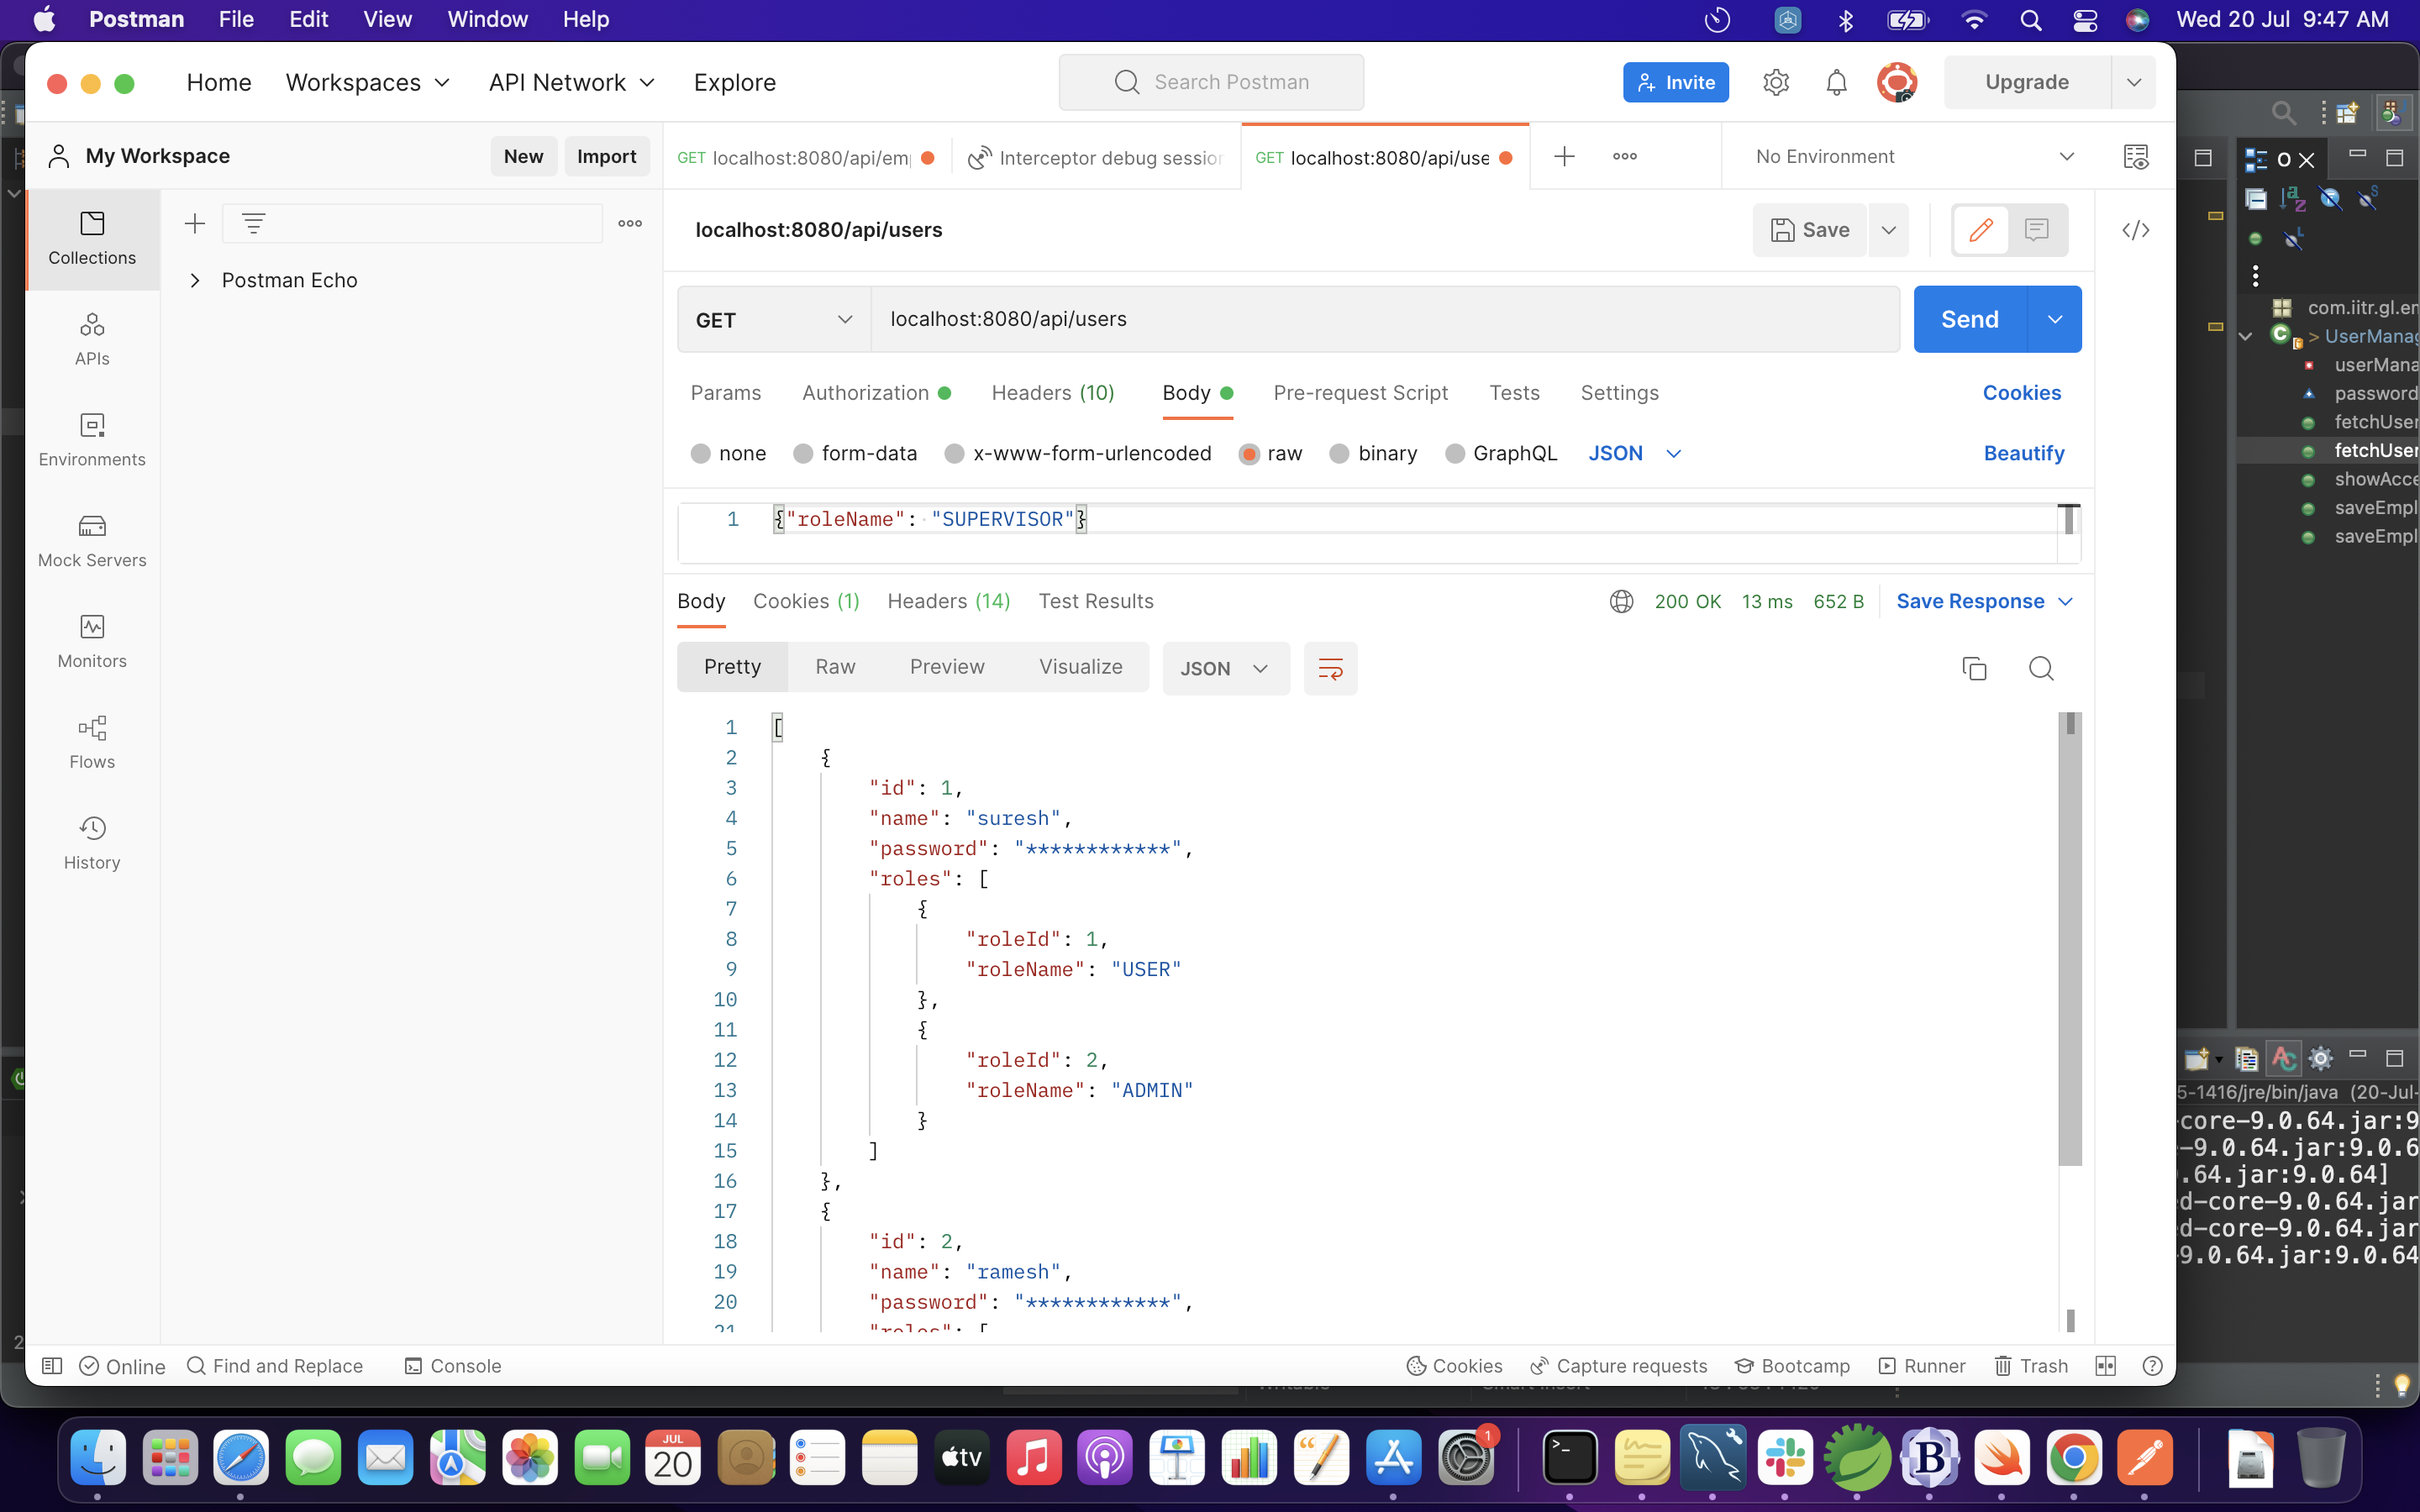 Postman File Edit View Window Help Wed 20 Jul 9:47 AM
Home Workspaces API Network Explore Search Postman Invite Upgrade
My Workspace New Import GET localhost:8080/api/em Interceptor debug session GET localhost:8080/api/use No Environment
Collections
APIs
Environments
Mock Servers
Monitors
Flows
History
Postman Echo
localhost:8080/api/users Save
GET localhost:8080/api/users Send
Params Authorization Headers (10) Body Pre-request Script Tests Settings Cookies
none form-data x-www-form-urlencoded raw binary GraphQL JSON Beautify
1 {"roleName": "SUPERVISOR"}
Body Cookies (1) Headers (14) Test Results 200 OK 13 ms 652 B Save Response
Pretty Raw Preview Visualize JSON
1 [
2 {
3 "id": 1,
4 "name": "suresh",
5 "password": "************",
6 "roles": [
7 {
8 "roleId": 1,
9 "roleName": "USER"
10 },
11 {
12 "roleId": 2,
13 "roleName": "ADMIN"
14 }
15 ]
16 },
17 {
18 "id": 2,
19 "name": "ramesh",
20 "password": "************",
21 "roles": [
Online Find and Replace Console Cookies Capture requests Bootcamp Runner Trash
com.iitr.gl.em
> UserManag
userMana
password
fetchUser
fetchUser
showAcce
saveEmpl
saveEmpl
5-1416/jre/bin/java (20-Jul-
-core-9.0.64.jar:9
-9.0.64.jar:9.0.6
.64.jar:9.0.64]
d-core-9.0.64.jar
d-core-9.0.64.jar
9.0.64.jar:9.0.64
JUL
20
tv
1
B